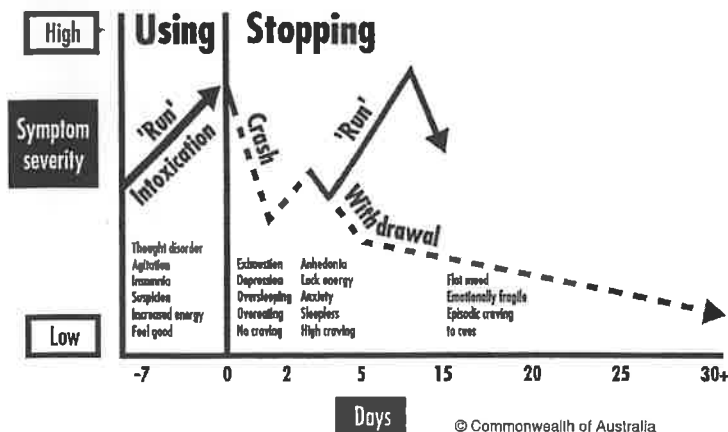 High
Using
Stopping
Symptom
severity
'Run'
Intoxication
Crash
'Run'
Withdrawal
Thought disorder
Agitation
Insomnia
Suspicion
Increased energy
Feel good
Exhaustion
Depression
Oversleeping
Overeating
No craving
Anhedonia
Lack energy
Anxiety
Sleepless
High craving
Flat mood
Emotionally fragile
Episodic craving
to cues
Low
-7 0 2 5 15 20 25 30+
Days
© Commonwealth of Australia